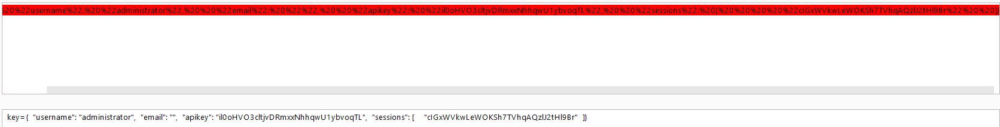 %20%22username%22:%20%22administrator%22,%20%20%22email%22:%20%22%22,%20%20%22apikey%22:%20%22il0oHVO3cltjvDRmxxNhhqwU1ybvoqTL%22,%20%20%22sessions%22:%20[%20%20%20%20%22cIGxWVkwLeWOKSh7TVhqAQzlJ2tHl9Br%22%20%20]}
key={  "username": "administrator",  "email": "",  "apikey": "il0oHVO3cltjvDRmxxNhhqwU1ybvoqTL",  "sessions": [    "cIGxWVkwLeWOKSh7TVhqAQzlJ2tHl9Br"  ]}